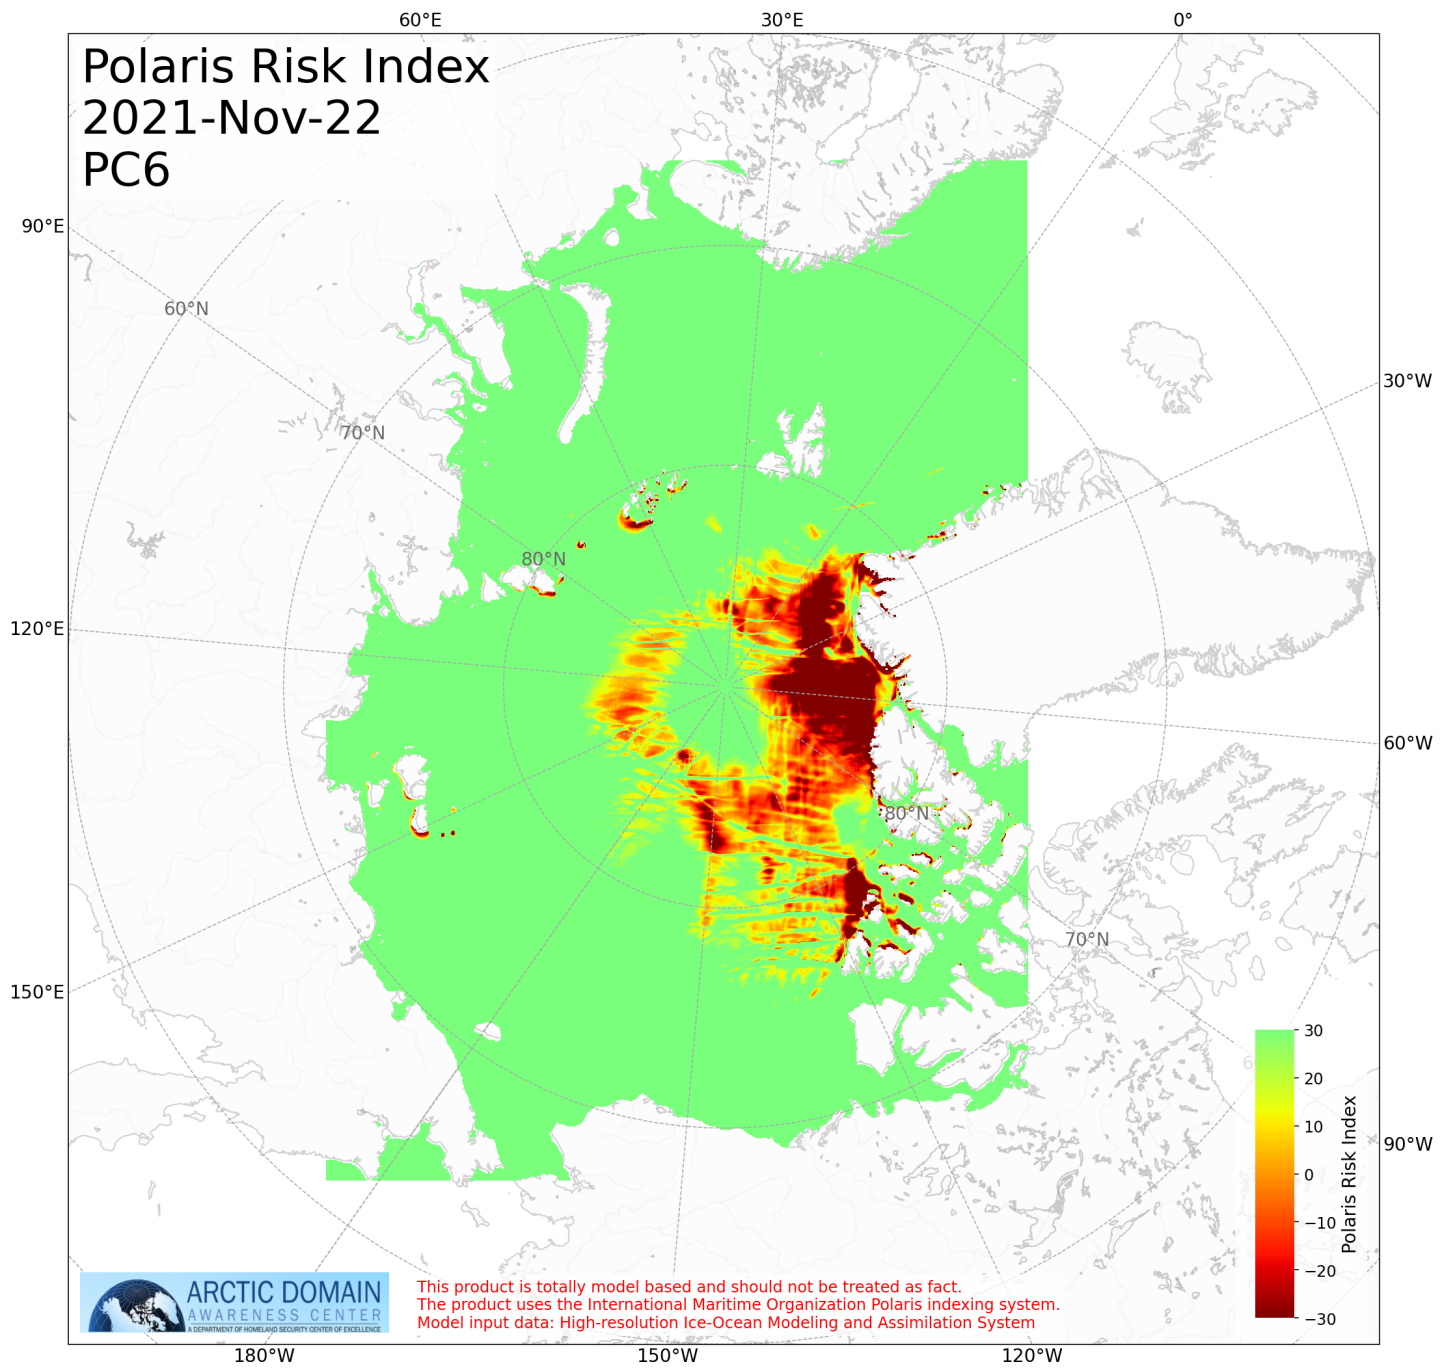 60°E 30°E 0°
Polaris Risk Index
2021-Nov-22
PC6
90°E
60°N
30°W
70°N
80°N
120°E
60°W
80°N
70°N
150°E
30
20
10
0
−10
−20
−30
Polaris Risk Index
90°W
ARCTIC DOMAIN
AWARENESS CENTER
A DEPARTMENT OF HOMELAND SECURITY CENTER OF EXCELLENCE
This product is totally model based and should not be treated as fact.
The product uses the International Maritime Organization Polaris indexing system.
Model input data: High-resolution Ice-Ocean Modeling and Assimilation System
180°W 150°W 120°W